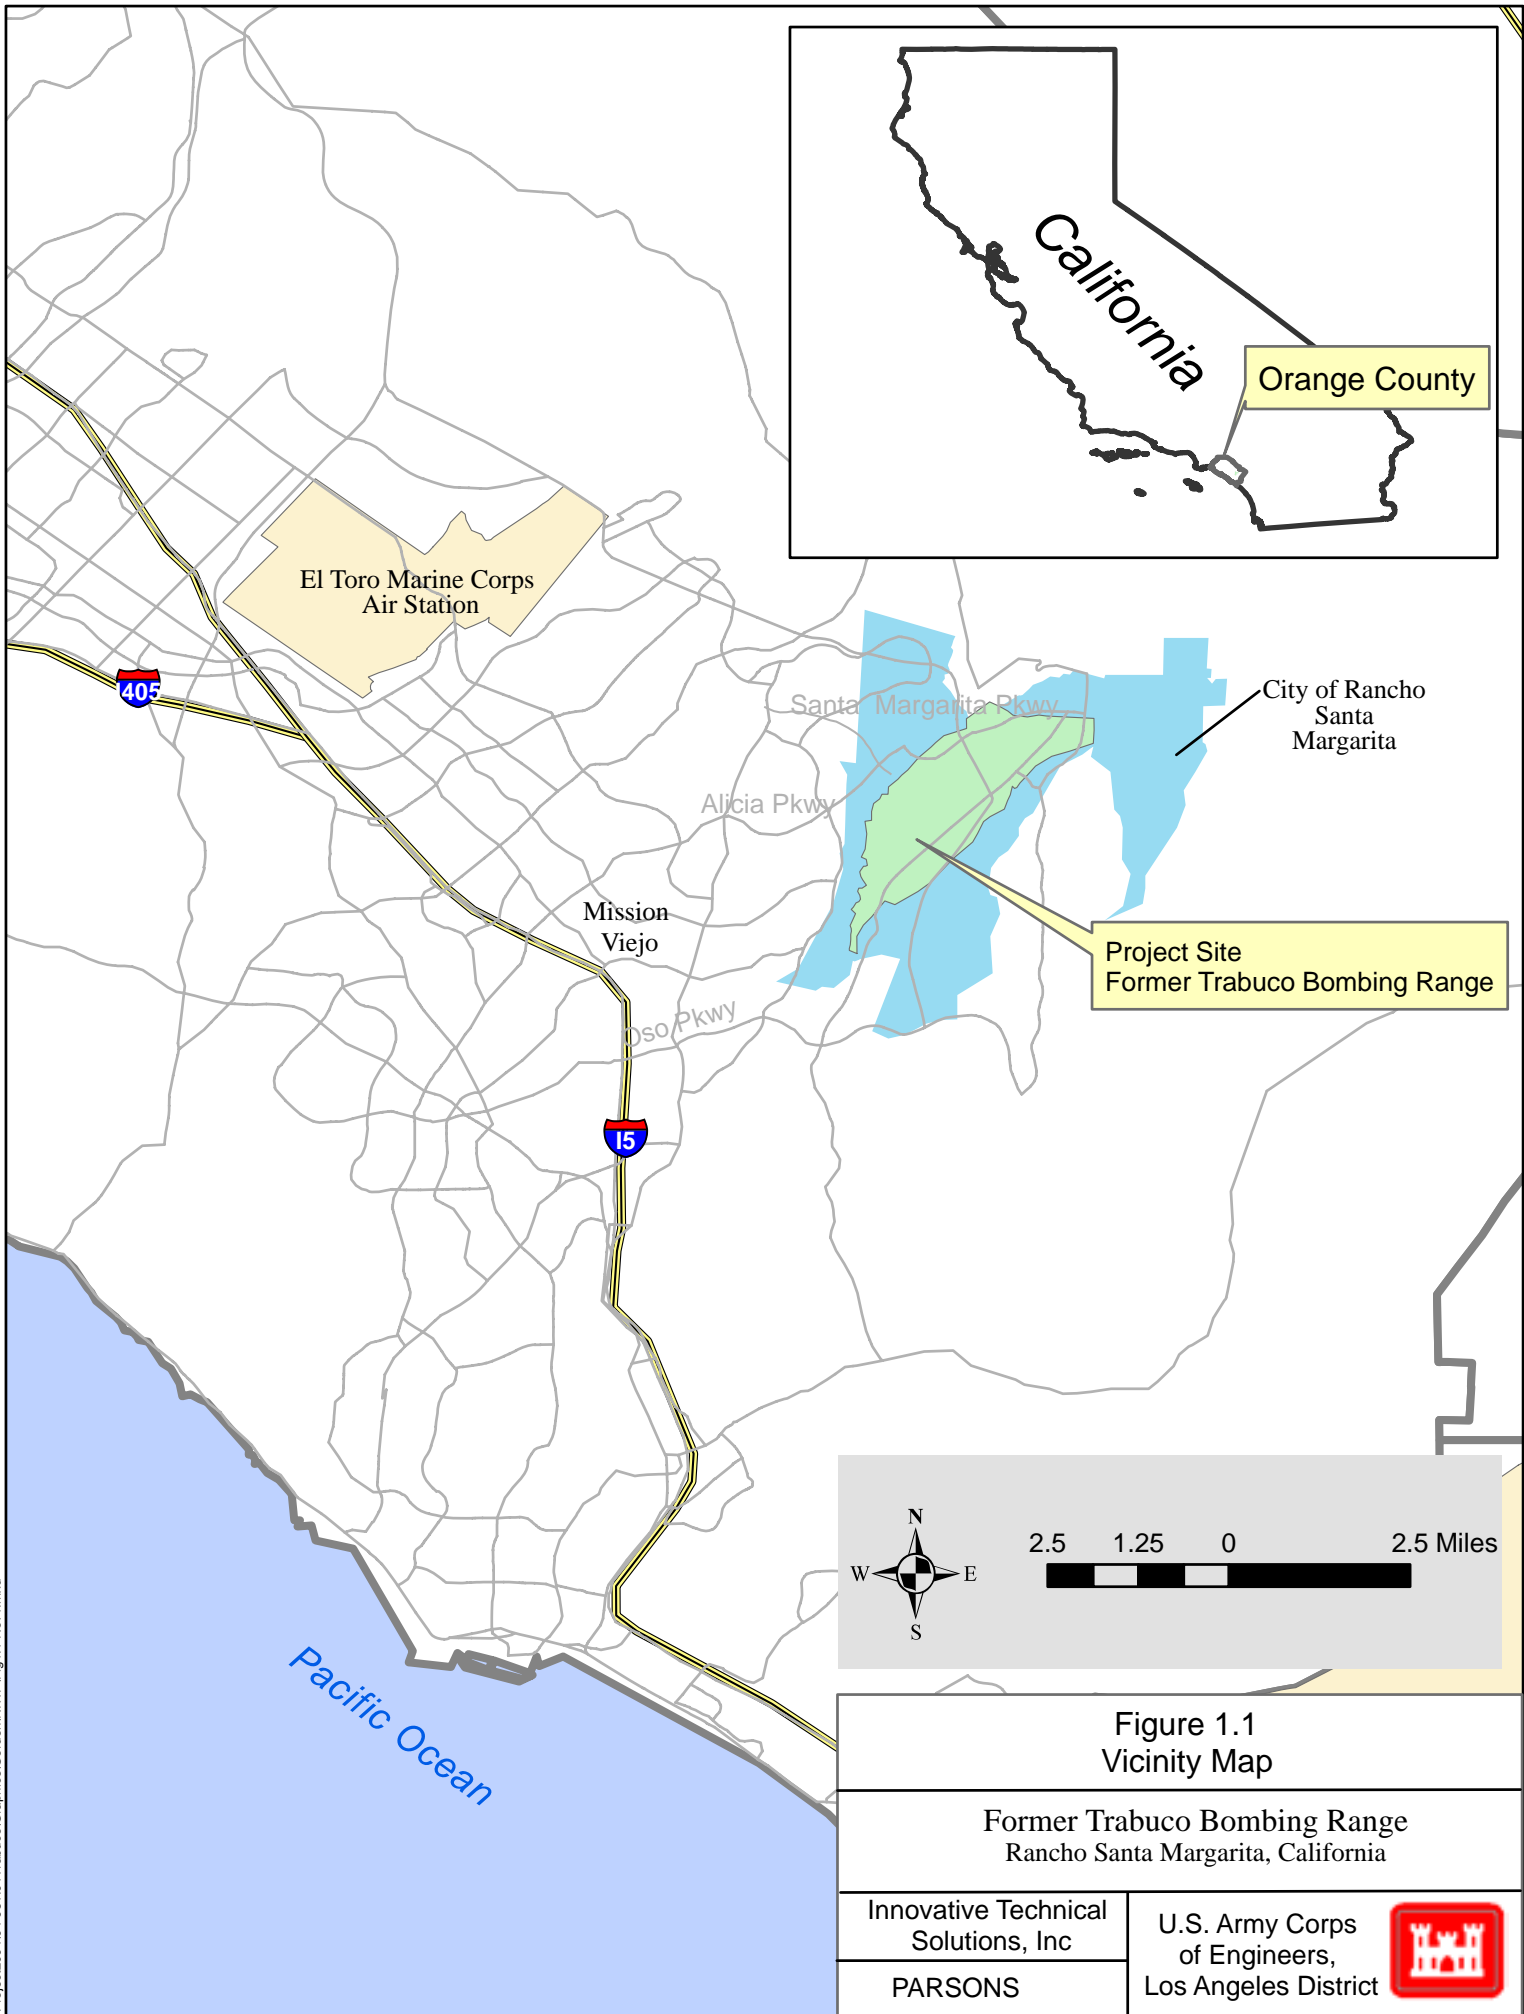 California
Orange County
El Toro Marine Corps
Air Station
405
Santa Margarita Pkwy
City of Rancho
Santa
Margarita
Alicia Pkwy
Mission
Viejo
Project Site
Former Trabuco Bombing Range
Oso Pkwy
I5
N
W
E
S
2.5
1.25
0
2.5 Miles
Pacific Ocean
Figure 1.1
Vicinity Map
Former Trabuco Bombing Range
Rancho Santa Margarita, California
Innovative Technical
Solutions, Inc
PARSONS
U.S. Army Corps
of Engineers,
Los Angeles District